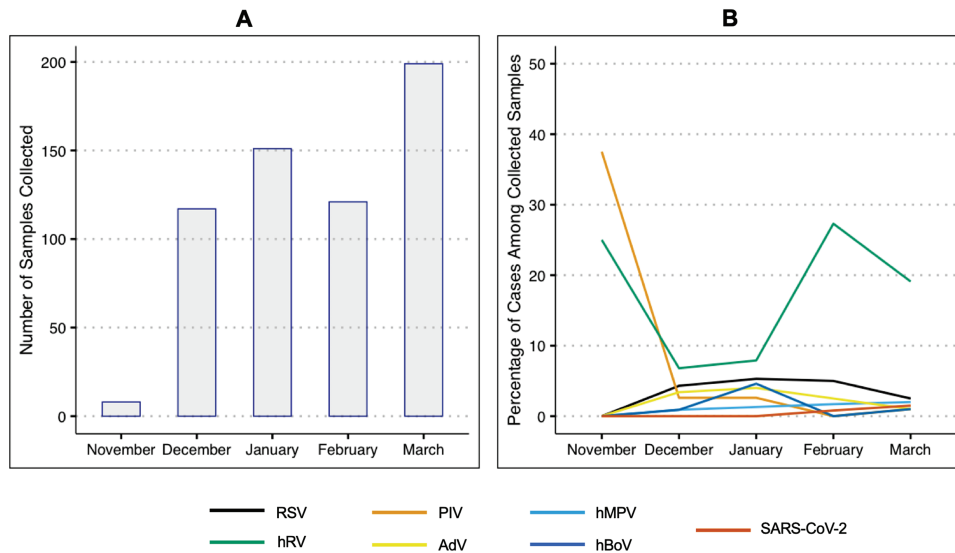 A
B
Number of Samples Collected
200
150
100
50
0
November December January February March
Percentage of Cases Among Collected Samples
50
40
30
20
10
0
November December January February March
RSV PIV hMPV SARS-CoV-2
hRV AdV hBoV